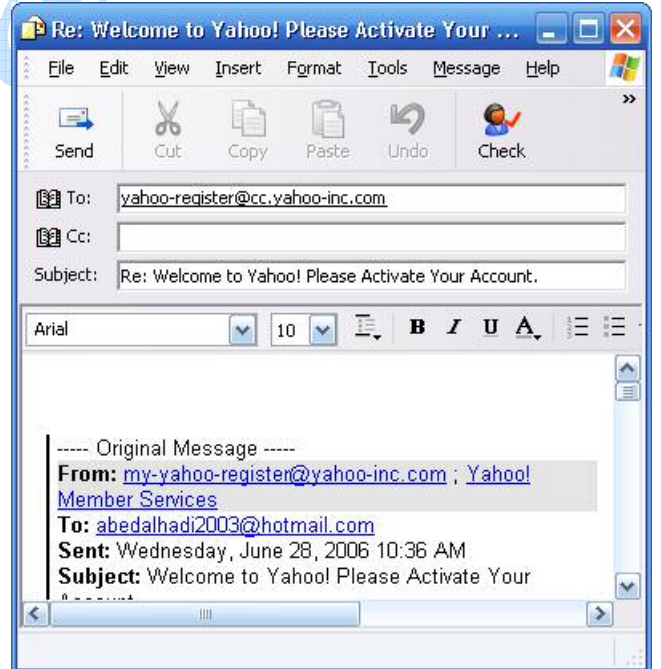 Re: Welcome to Yahoo! Please Activate Your ...
File Edit View Insert Format Tools Message Help
Send Cut Copy Paste Undo Check »
To: yahoo-register@cc.yahoo-inc.com
Cc:
Subject: Re: Welcome to Yahoo! Please Activate Your Account.
Arial 10 B I U A
----- Original Message -----
From: my-yahoo-register@yahoo-inc.com ; Yahoo!
Member Services
To: abedalhadi2003@hotmail.com
Sent: Wednesday, June 28, 2006 10:36 AM
Subject: Welcome to Yahoo! Please Activate Your